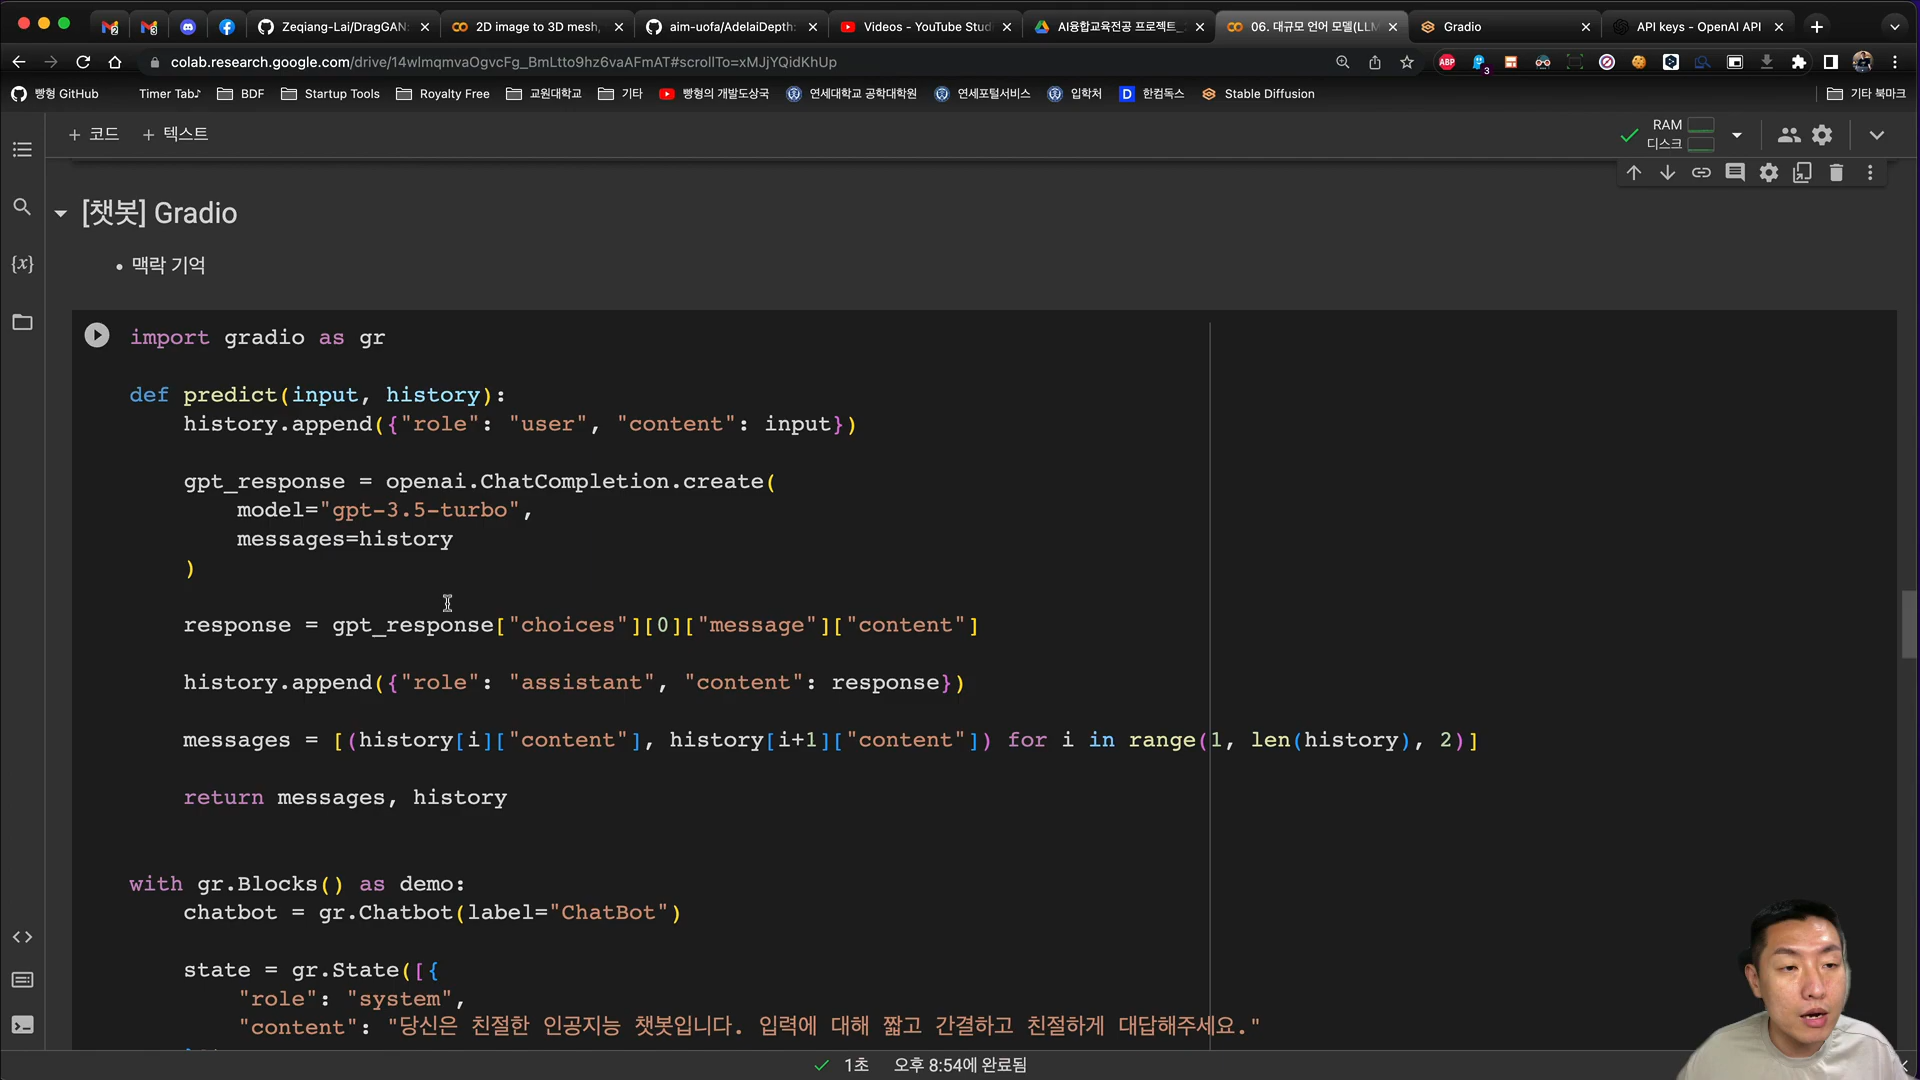 Zeqiang-Lai/DragGAN:
2D image to 3D mesh,
aim-uofa/AdelaiDepth:
Videos - YouTube Stud
AI융합교육전공 프로젝트_
06. 대규모 언어 모델(LLM
Gradio
API keys - OpenAI API
colab.research.google.com/drive/14wlmqmvaOgvcFg_BmLtto9hz6vaAFmAT#scrollTo=xMJjYQidKhUp
ABP
3
빵형 GitHub
Timer Tab♪
BDF
Startup Tools
Royalty Free
교원대학교
기타
빵형의 개발도상국
연세대학교 공학대학원
연세포털서비스
입학처
D 한컴독스
Stable Diffusion
기타 북마크
+ 코드
+ 텍스트
RAM
디스크
[챗봇] Gradio
• 맥락 기억
{x}
import gradio as gr
def predict(input, history):
history.append({"role": "user", "content": input})
gpt_response = openai.ChatCompletion.create(
model="gpt-3.5-turbo",
messages=history
)
response = gpt_response["choices"][0]["message"]["content"]
history.append({"role": "assistant", "content": response})
messages = [(history[i]["content"], history[i+1]["content"]) for i in range(1, len(history), 2)]
return messages, history
with gr.Blocks() as demo:
chatbot = gr.Chatbot(label="ChatBot")
state = gr.State([{
"role": "system",
"content": "당신은 친절한 인공지능 챗봇입니다. 입력에 대해 짧고 간결하고 친절하게 대답해주세요."
1초 오후 8:54에 완료됨